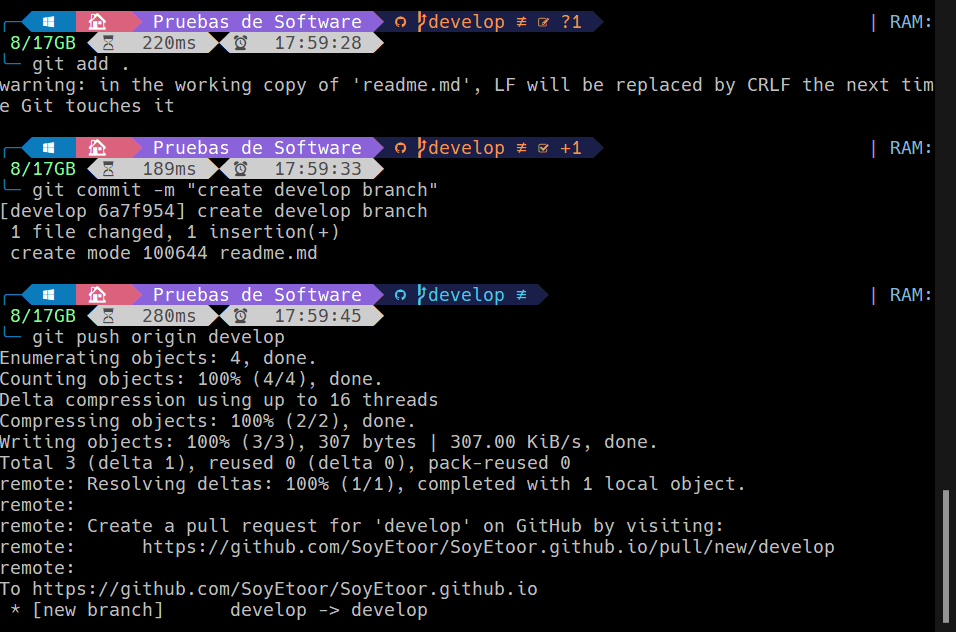 Pruebas de Software develop ≢ ?1 | RAM:
8/17GB 220ms 17:59:28
git add .
warning: in the working copy of 'readme.md', LF will be replaced by CRLF the next tim
e Git touches it
Pruebas de Software develop ≢ +1 | RAM:
8/17GB 189ms 17:59:33
git commit -m "create develop branch"
[develop 6a7f954] create develop branch
1 file changed, 1 insertion(+)
create mode 100644 readme.md
Pruebas de Software develop ≢ | RAM:
8/17GB 280ms 17:59:45
git push origin develop
Enumerating objects: 4, done.
Counting objects: 100% (4/4), done.
Delta compression using up to 16 threads
Compressing objects: 100% (2/2), done.
Writing objects: 100% (3/3), 307 bytes | 307.00 KiB/s, done.
Total 3 (delta 1), reused 0 (delta 0), pack-reused 0
remote: Resolving deltas: 100% (1/1), completed with 1 local object.
remote:
remote: Create a pull request for 'develop' on GitHub by visiting:
remote:      https://github.com/SoyEtoor/SoyEtoor.github.io/pull/new/develop
remote:
To https://github.com/SoyEtoor/SoyEtoor.github.io
* [new branch]      develop -> develop